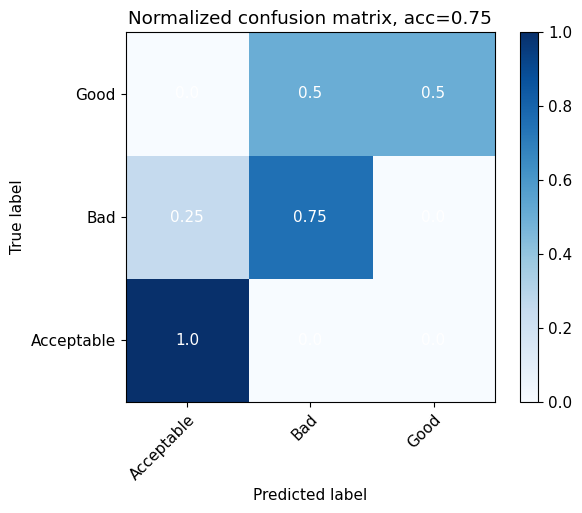 Normalized confusion matrix, acc=0.75
1.0
Good
0.0
0.5
0.5
0.8
True label
0.6
Bad
0.25
0.75
0.0
0.4
Acceptable
1.0
0.0
0.0
0.2
0.0
Acceptable
Bad
Good
Predicted label